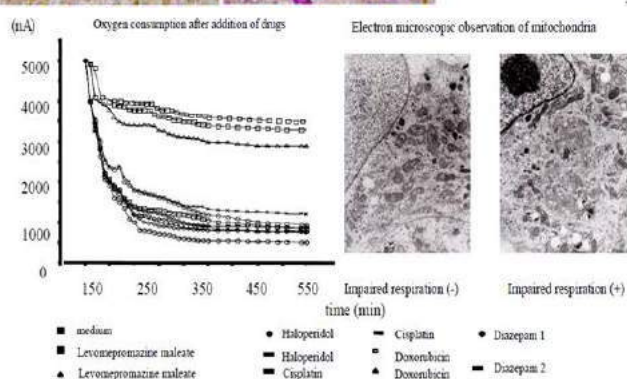 (nA)
Oxygen consumption after addition of drugs
Electron microscopic observation of mitochondria
5000
4000
3000
2000
1000
0
150 250 350 450 550
time (min)
Impaired respiration (-)
Impaired respiration (+)
medium
Levomepromazine maleate
Levomepromazine maleate
Haloperidol
Haloperidol
Cisplatin
Cisplatin
Doxorubicin
Doxorubicin
Diazepam 1
Diazepam 2